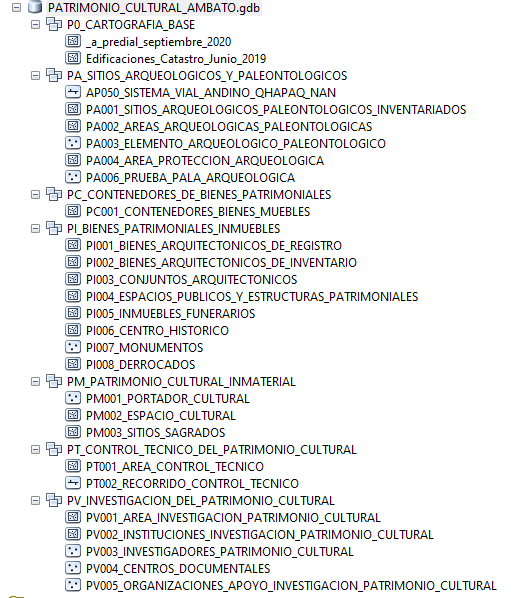 PATRIMONIO_CULTURAL_AMBATO.gdb
P0_CARTOGRAFIA_BASE
_a_predial_septiembre_2020
Edificaciones_Catastro_Junio_2019
PA_SITIOS_ARQUEOLOGICOS_Y_PALEONTOLOGICOS
AP050_SISTEMA_VIAL_ANDINO_QHAPAQ_NAN
PA001_SITIOS_ARQUEOLOGICOS_PALEONTOLOGICOS_INVENTARIADOS
PA002_AREAS_ARQUEOLOGICAS_PALEONTOLOGICAS
PA003_ELEMENTO_ARQUEOLOGICO_PALEONTOLOGICO
PA004_AREA_PROTECCION_ARQUEOLOGICA
PA006_PRUEBA_PALA_ARQUEOLOGICA
PC_CONTENEDORES_DE_BIENES_PATRIMONIALES
PC001_CONTENEDORES_BIENES_MUEBLES
PI_BIENES_PATRIMONIALES_INMUEBLES
PI001_BIENES_ARQUITECTONICOS_DE_REGISTRO
PI002_BIENES_ARQUITECTONICOS_DE_INVENTARIO
PI003_CONJUNTOS_ARQUITECTONICOS
PI004_ESPACIOS_PUBLICOS_Y_ESTRUCTURAS_PATRIMONIALES
PI005_INMUEBLES_FUNERARIOS
PI006_CENTRO_HISTORICO
PI007_MONUMENTOS
PI008_DERROCADOS
PM_PATRIMONIO_CULTURAL_INMATERIAL
PM001_PORTADOR_CULTURAL
PM002_ESPACIO_CULTURAL
PM003_SITIOS_SAGRADOS
PT_CONTROL_TECNICO_DEL_PATRIMONIO_CULTURAL
PT001_AREA_CONTROL_TECNICO
PT002_RECORRIDO_CONTROL_TECNICO
PV_INVESTIGACION_DEL_PATRIMONIO_CULTURAL
PV001_AREA_INVESTIGACION_PATRIMONIO_CULTURAL
PV002_INSTITUCIONES_INVESTIGACION_PATRIMONIO_CULTURAL
PV003_INVESTIGADORES_PATRIMONIO_CULTURAL
PV004_CENTROS_DOCUMENTALES
PV005_ORGANIZACIONES_APOYO_INVESTIGACION_PATRIMONIO_CULTURAL